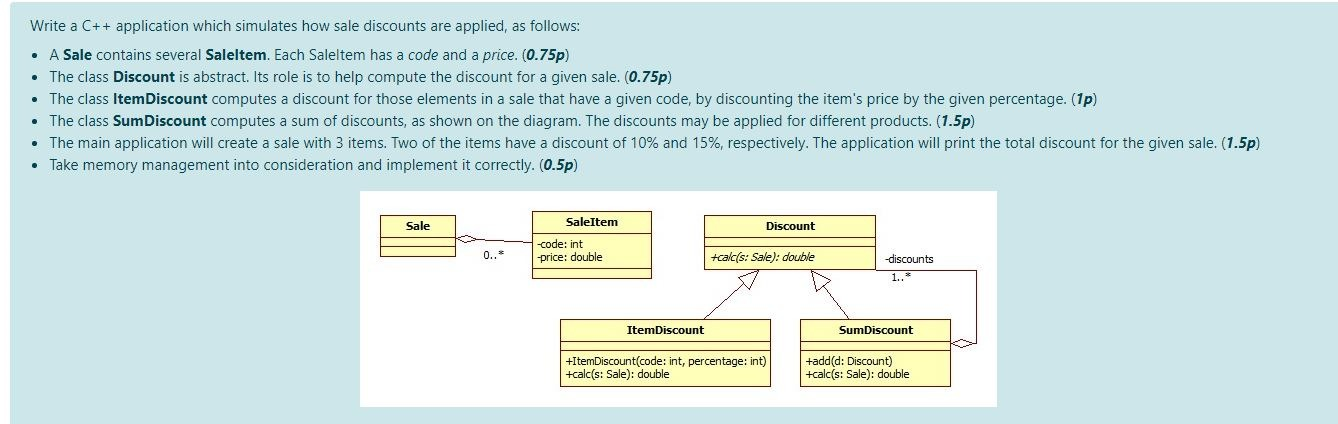 Write a C++ application which simulates how sale discounts are applied, as follows:
• A Sale contains several SaleItem. Each SaleItem has a code and a price. (0.75p)
• The class Discount is abstract. Its role is to help compute the discount for a given sale. (0.75p)
• The class ItemDiscount computes a discount for those elements in a sale that have a given code, by discounting the item's price by the given percentage. (1p)
• The class SumDiscount computes a sum of discounts, as shown on the diagram. The discounts may be applied for different products. (1.5p)
• The main application will create a sale with 3 items. Two of the items have a discount of 10% and 15%, respectively. The application will print the total discount for the given sale. (1.5p)
• Take memory management into consideration and implement it correctly. (0.5p)
Sale
0..*
SaleItem
-code: int
-price: double
Discount
+calc(s: Sale): double
-discounts
1..*
ItemDiscount
+ItemDiscount(code: int, percentage: int)
+calc(s: Sale): double
SumDiscount
+add(d: Discount)
+calc(s: Sale): double